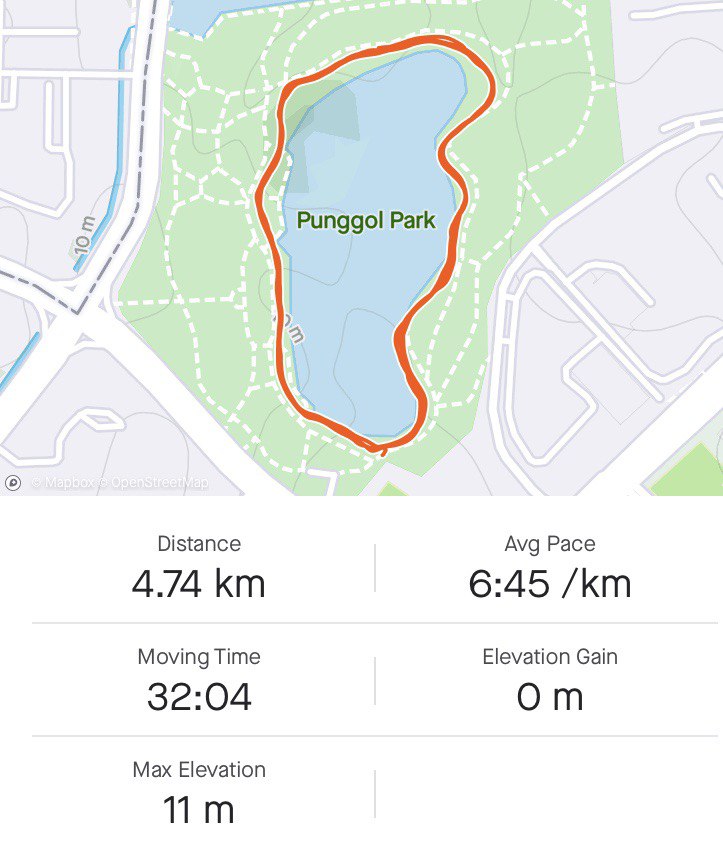 Punggol Park
10 m
0 m
© Mapbox © OpenStreetMap
Distance
Avg Pace
4.74 km
6:45 /km
Moving Time
Elevation Gain
32:04
0 m
Max Elevation
11 m